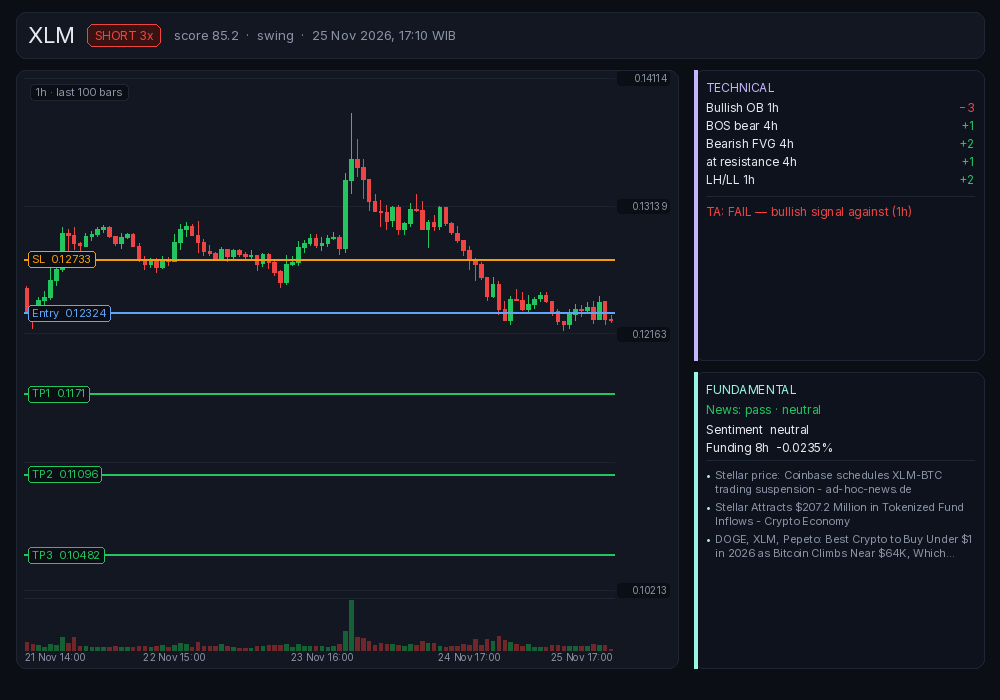 XLM SHORT 3x score 85.2 · swing · 25 Nov 2026, 17:10 WIB
1h · last 100 bars
0.14114
0.13139
SL 0.12733
Entry 0.12324
0.12163
TP1 0.1171
TP2 0.11096
TP3 0.10482
0.10213
21 Nov 14:00 22 Nov 15:00 23 Nov 16:00 24 Nov 17:00 25 Nov 17:00
TECHNICAL
Bullish OB 1h −3
BOS bear 4h +1
Bearish FVG 4h +2
at resistance 4h +1
LH/LL 1h +2
TA: FAIL — bullish signal against (1h)
FUNDAMENTAL
News: pass · neutral
Sentiment neutral
Funding 8h -0.0235%
• Stellar price: Coinbase schedules XLM-BTC
trading suspension - ad-hoc-news.de
• Stellar Attracts $207.2 Million in Tokenized Fund
Inflows - Crypto Economy
• DOGE, XLM, Pepeto: Best Crypto to Buy Under $1
in 2026 as Bitcoin Climbs Near $64K, Which...